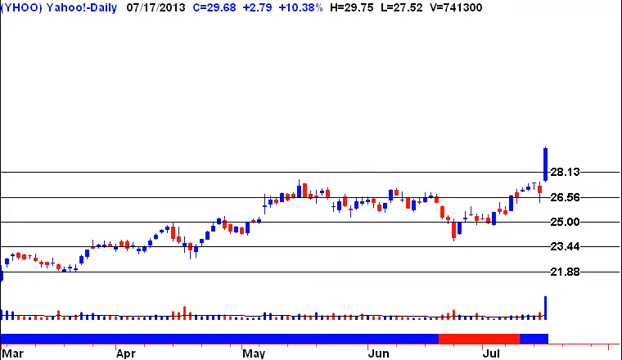 (YHOO) Yahoo!-Daily 07/17/2013 C=29.68 +2.79 +10.38% H=29.75 L=27.52 V=741300
28.13
26.56
25.00
23.44
21.88
Mar Apr May Jun Jul